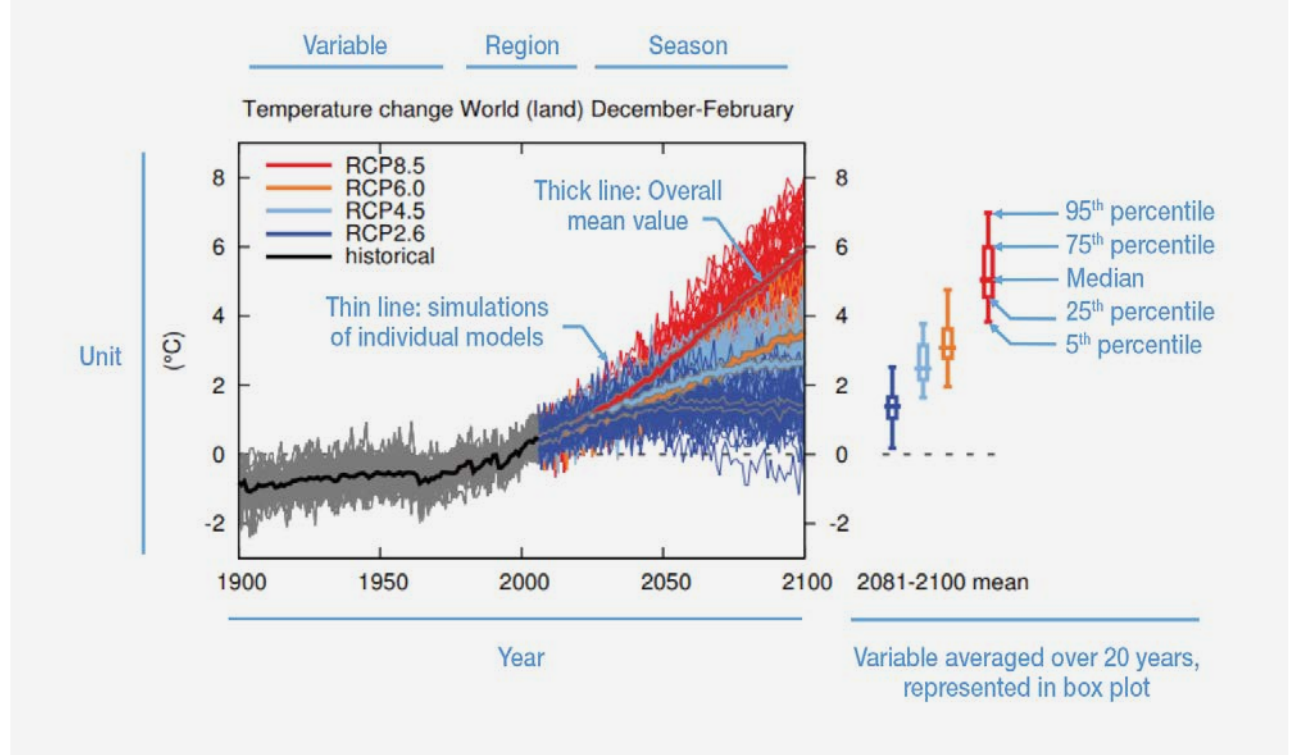 Variable Region Season
Temperature change World (land) December-February
RCP8.5
RCP6.0
RCP4.5
RCP2.6
historical
Thick line: Overall
mean value
Thin line: simulations
of individual models
Unit
(°C)
8
6
4
2
0
-2
8
6
4
2
0
-2
95th percentile
75th percentile
Median
25th percentile
5th percentile
1900 1950 2000 2050 2100 2081-2100 mean
Year
Variable averaged over 20 years,
represented in box plot